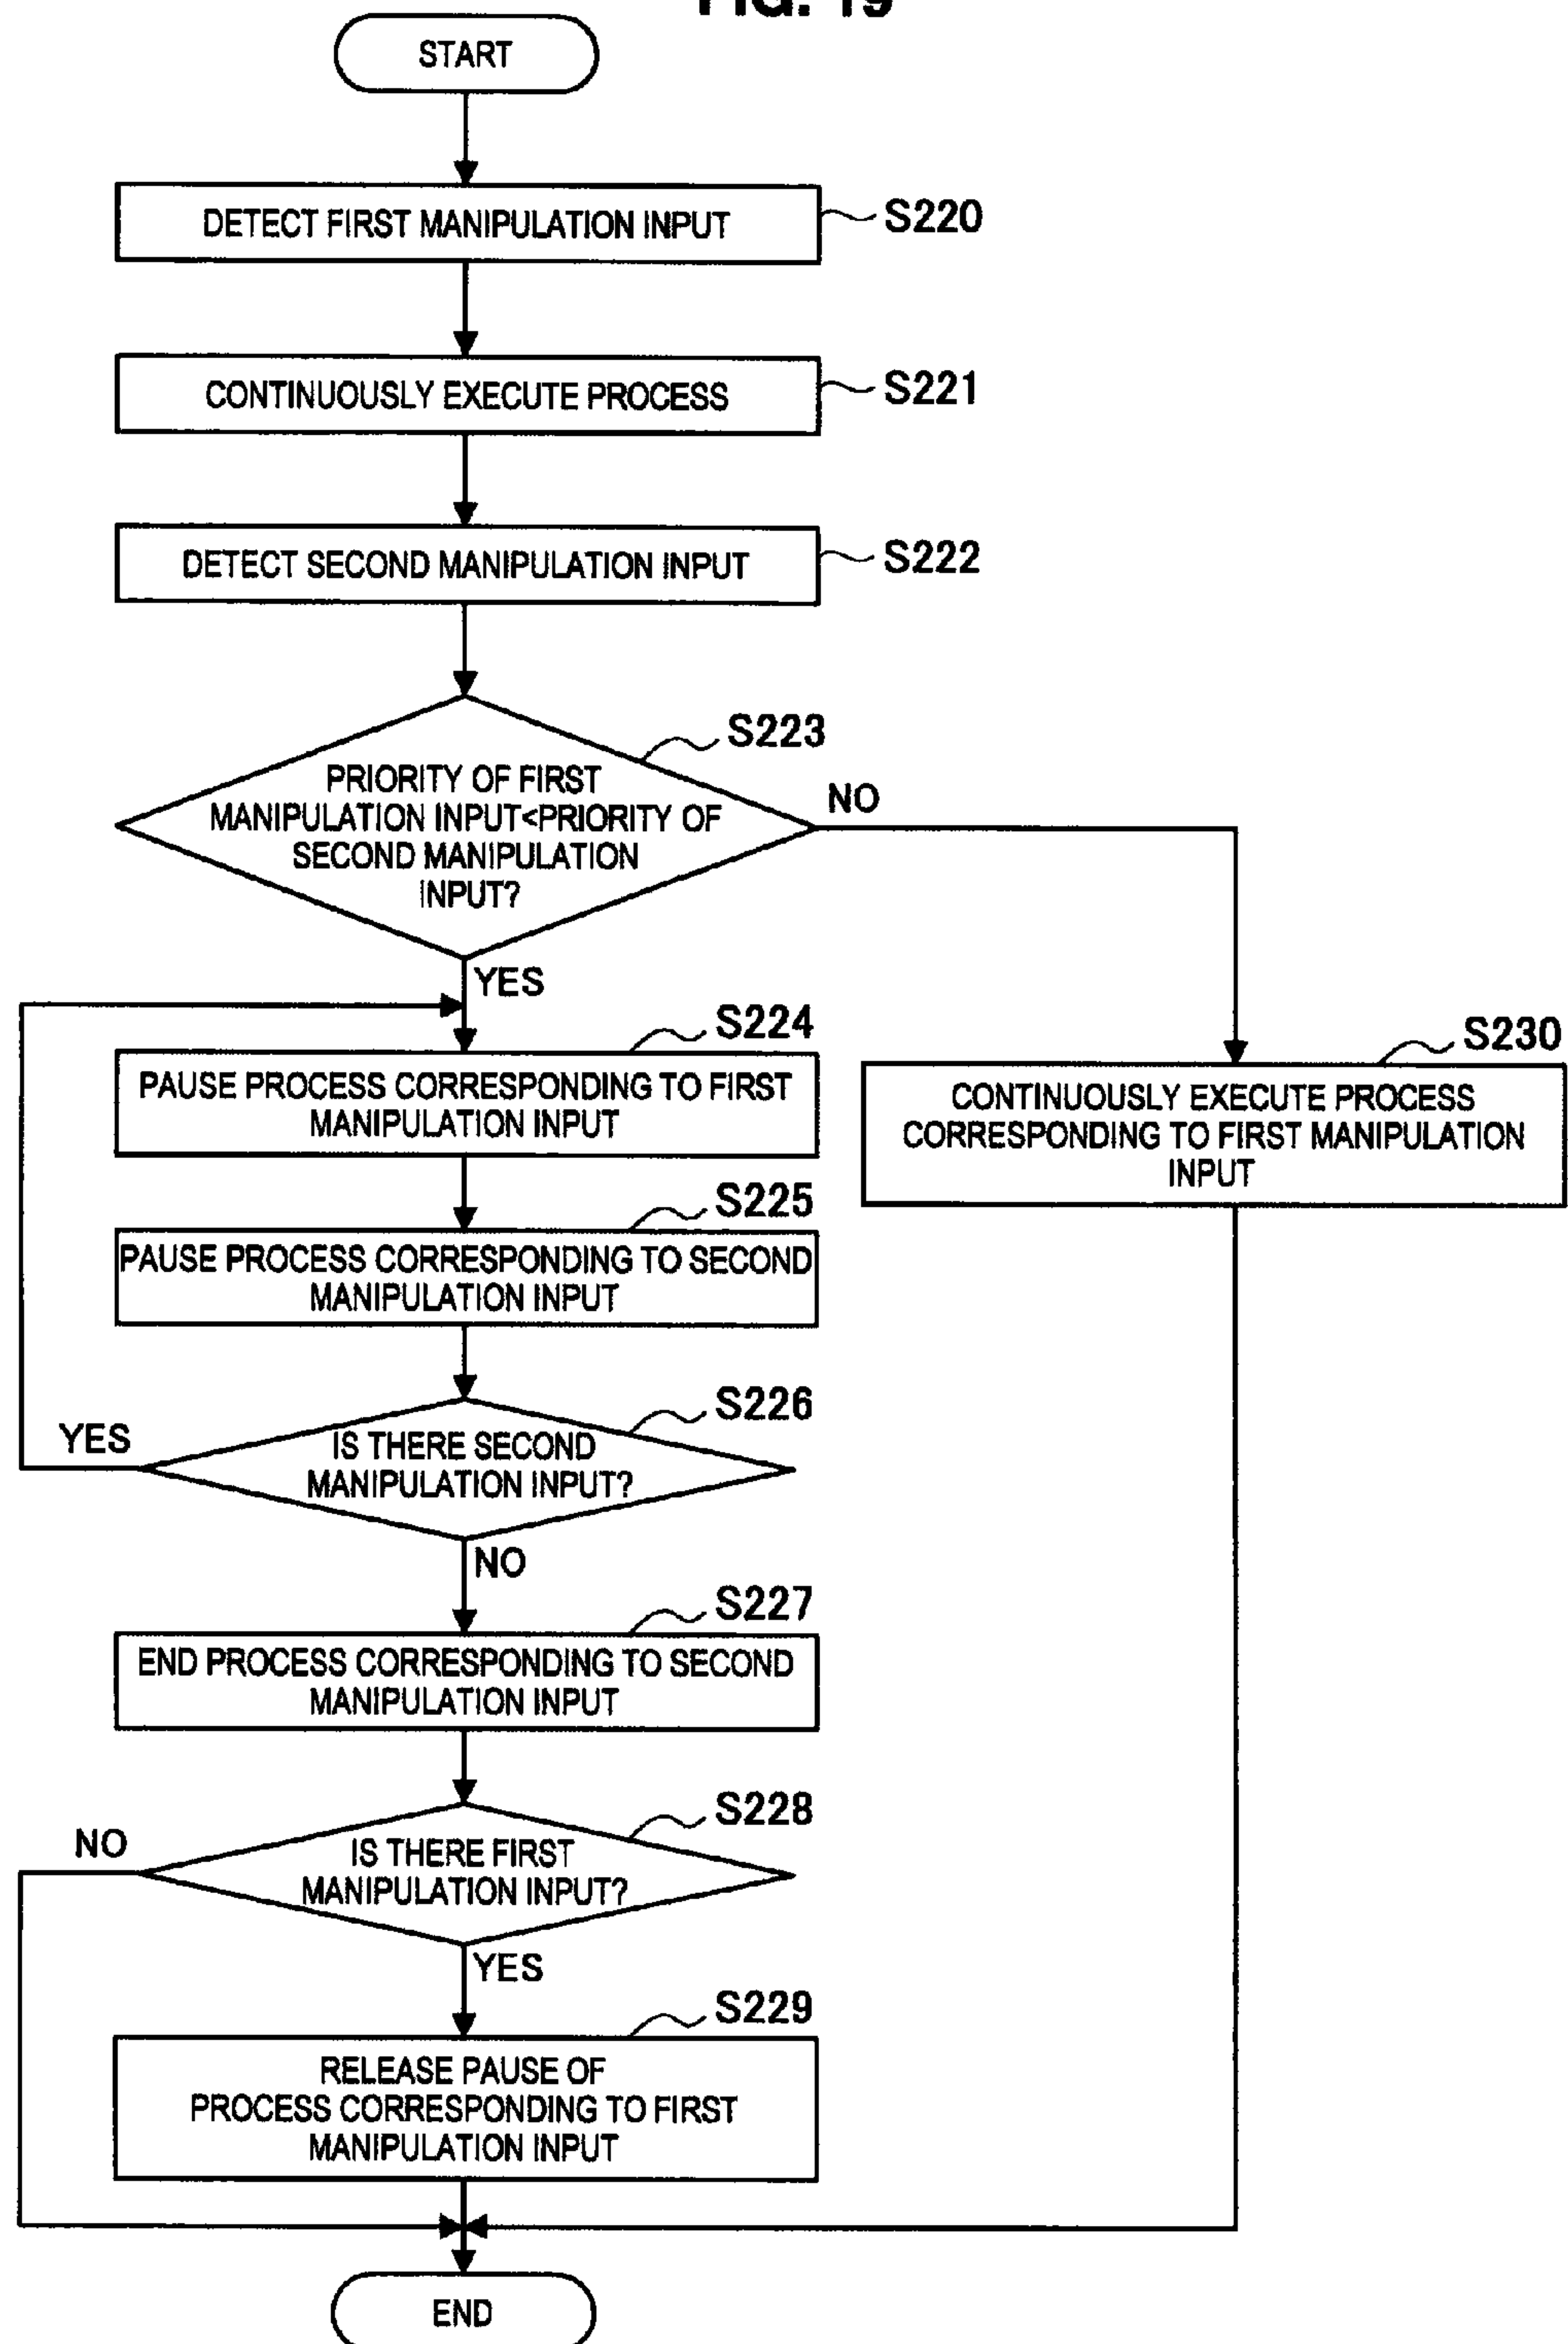 FIG. 19
START
DETECT FIRST MANIPULATION INPUT
S220
CONTINUOUSLY EXECUTE PROCESS
S221
DETECT SECOND MANIPULATION INPUT
S222
S223
PRIORITY OF FIRST
MANIPULATION INPUT<PRIORITY OF
SECOND MANIPULATION
INPUT?
NO
YES
S224
PAUSE PROCESS CORRESPONDING TO FIRST
MANIPULATION INPUT
S230
CONTINUOUSLY EXECUTE PROCESS
CORRESPONDING TO FIRST MANIPULATION
INPUT
S225
PAUSE PROCESS CORRESPONDING TO SECOND
MANIPULATION INPUT
S226
YES
IS THERE SECOND
MANIPULATION INPUT?
NO
S227
END PROCESS CORRESPONDING TO SECOND
MANIPULATION INPUT
S228
NO
IS THERE FIRST
MANIPULATION INPUT?
YES
S229
RELEASE PAUSE OF
PROCESS CORRESPONDING TO FIRST
MANIPULATION INPUT
END